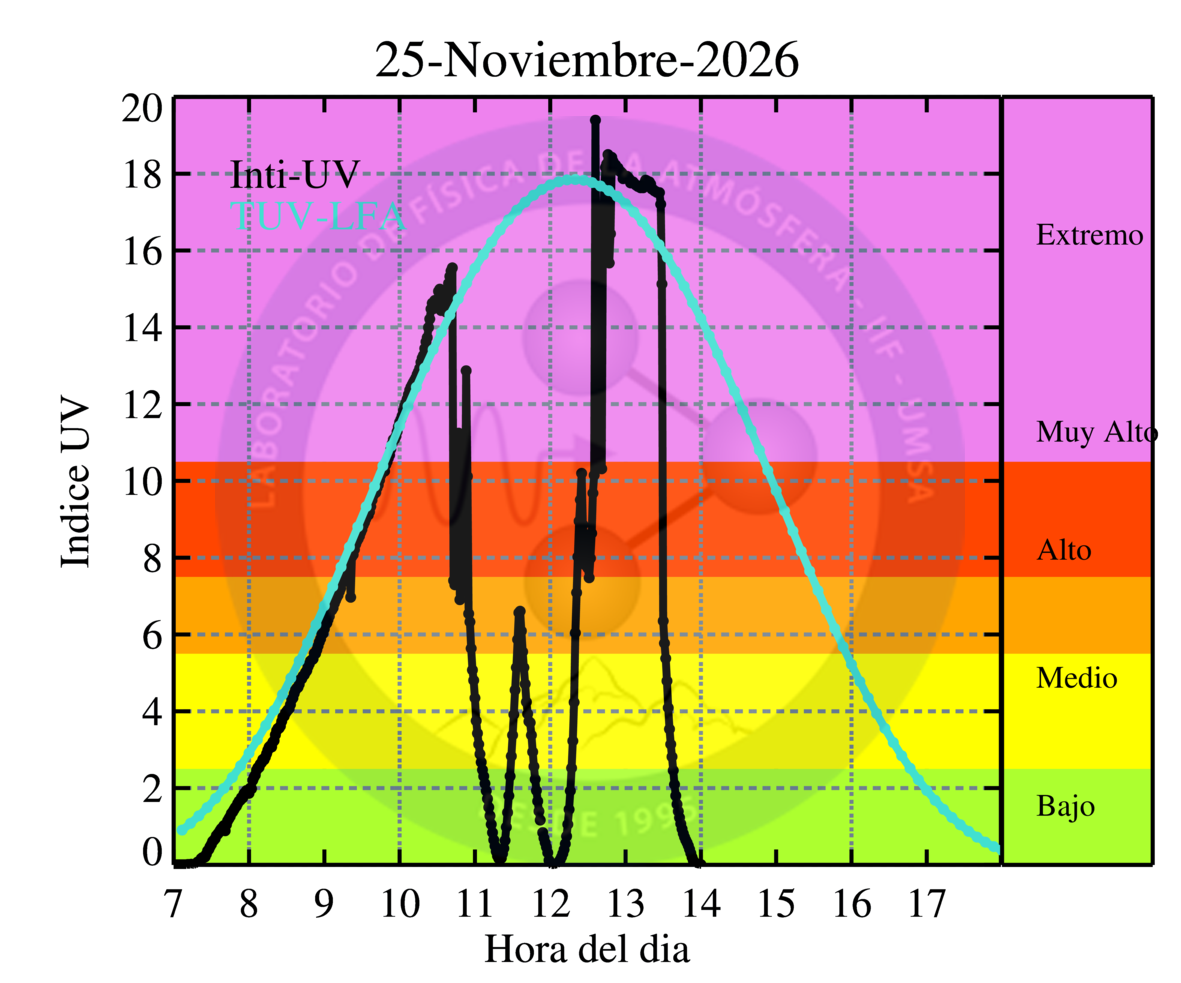 25-Noviembre-2026
Inti-UV
TUV-LFA
LABORATORIO DE FÍSICA DE LA ATMÓSFERA - IIF - UMSA
DESDE 1995
Indice UV
20
18
16
14
12
10
8
6
4
2
0
Extremo
Muy Alto
Alto
Medio
Bajo
7 8 9 10 11 12 13 14 15 16 17
Hora del dia